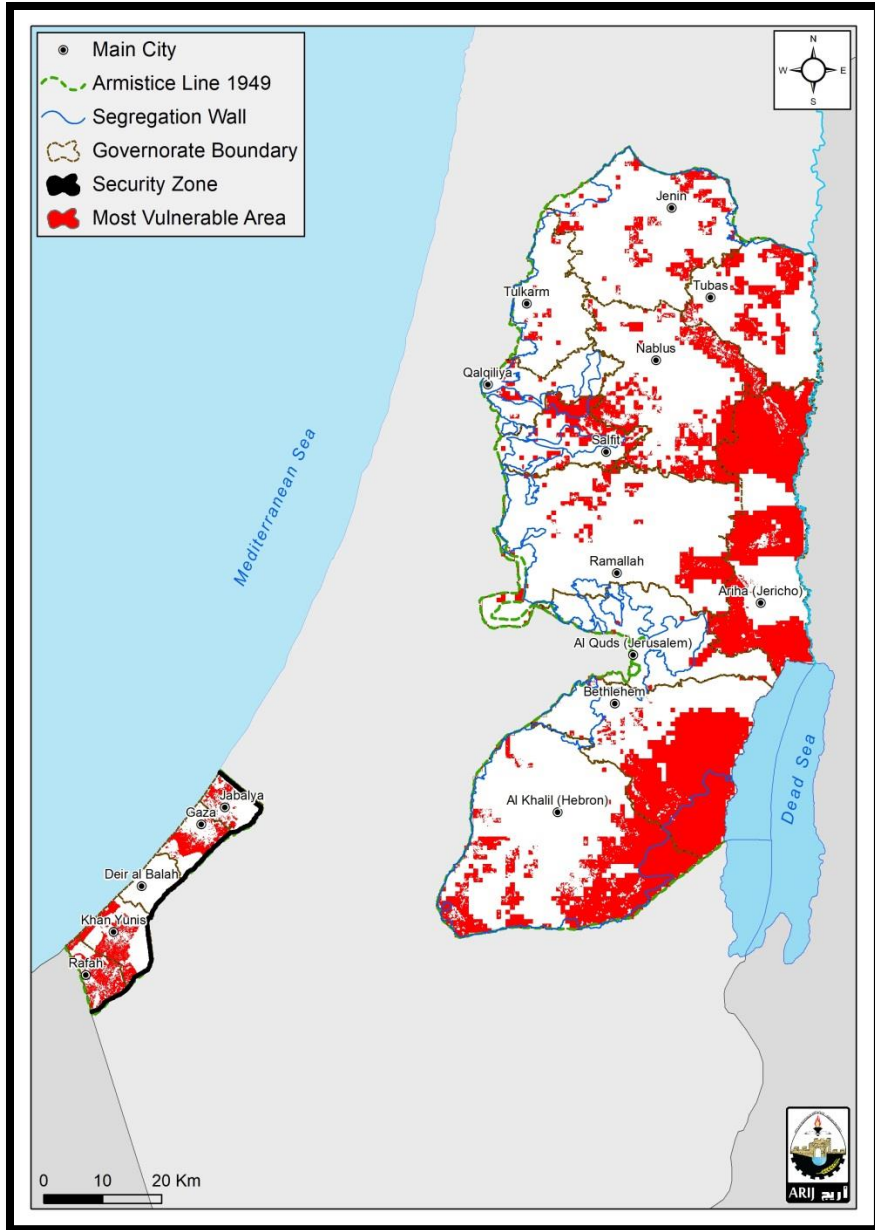 Main City
Armistice Line 1949
Segregation Wall
Governorate Boundary
Security Zone
Most Vulnerable Area
N
W E
S
Mediterranean Sea
Jenin
Tubas
Tulkarm
Nablus
Qalqiliya
Salfit
Ramallah
Ariha (Jericho)
Al Quds (Jerusalem)
Bethlehem
Dead Sea
Al Khalil (Hebron)
Jabalya
Gaza
Deir al Balah
Khan Yunis
Rafah
0 10 20 Km
ARIJ أريج